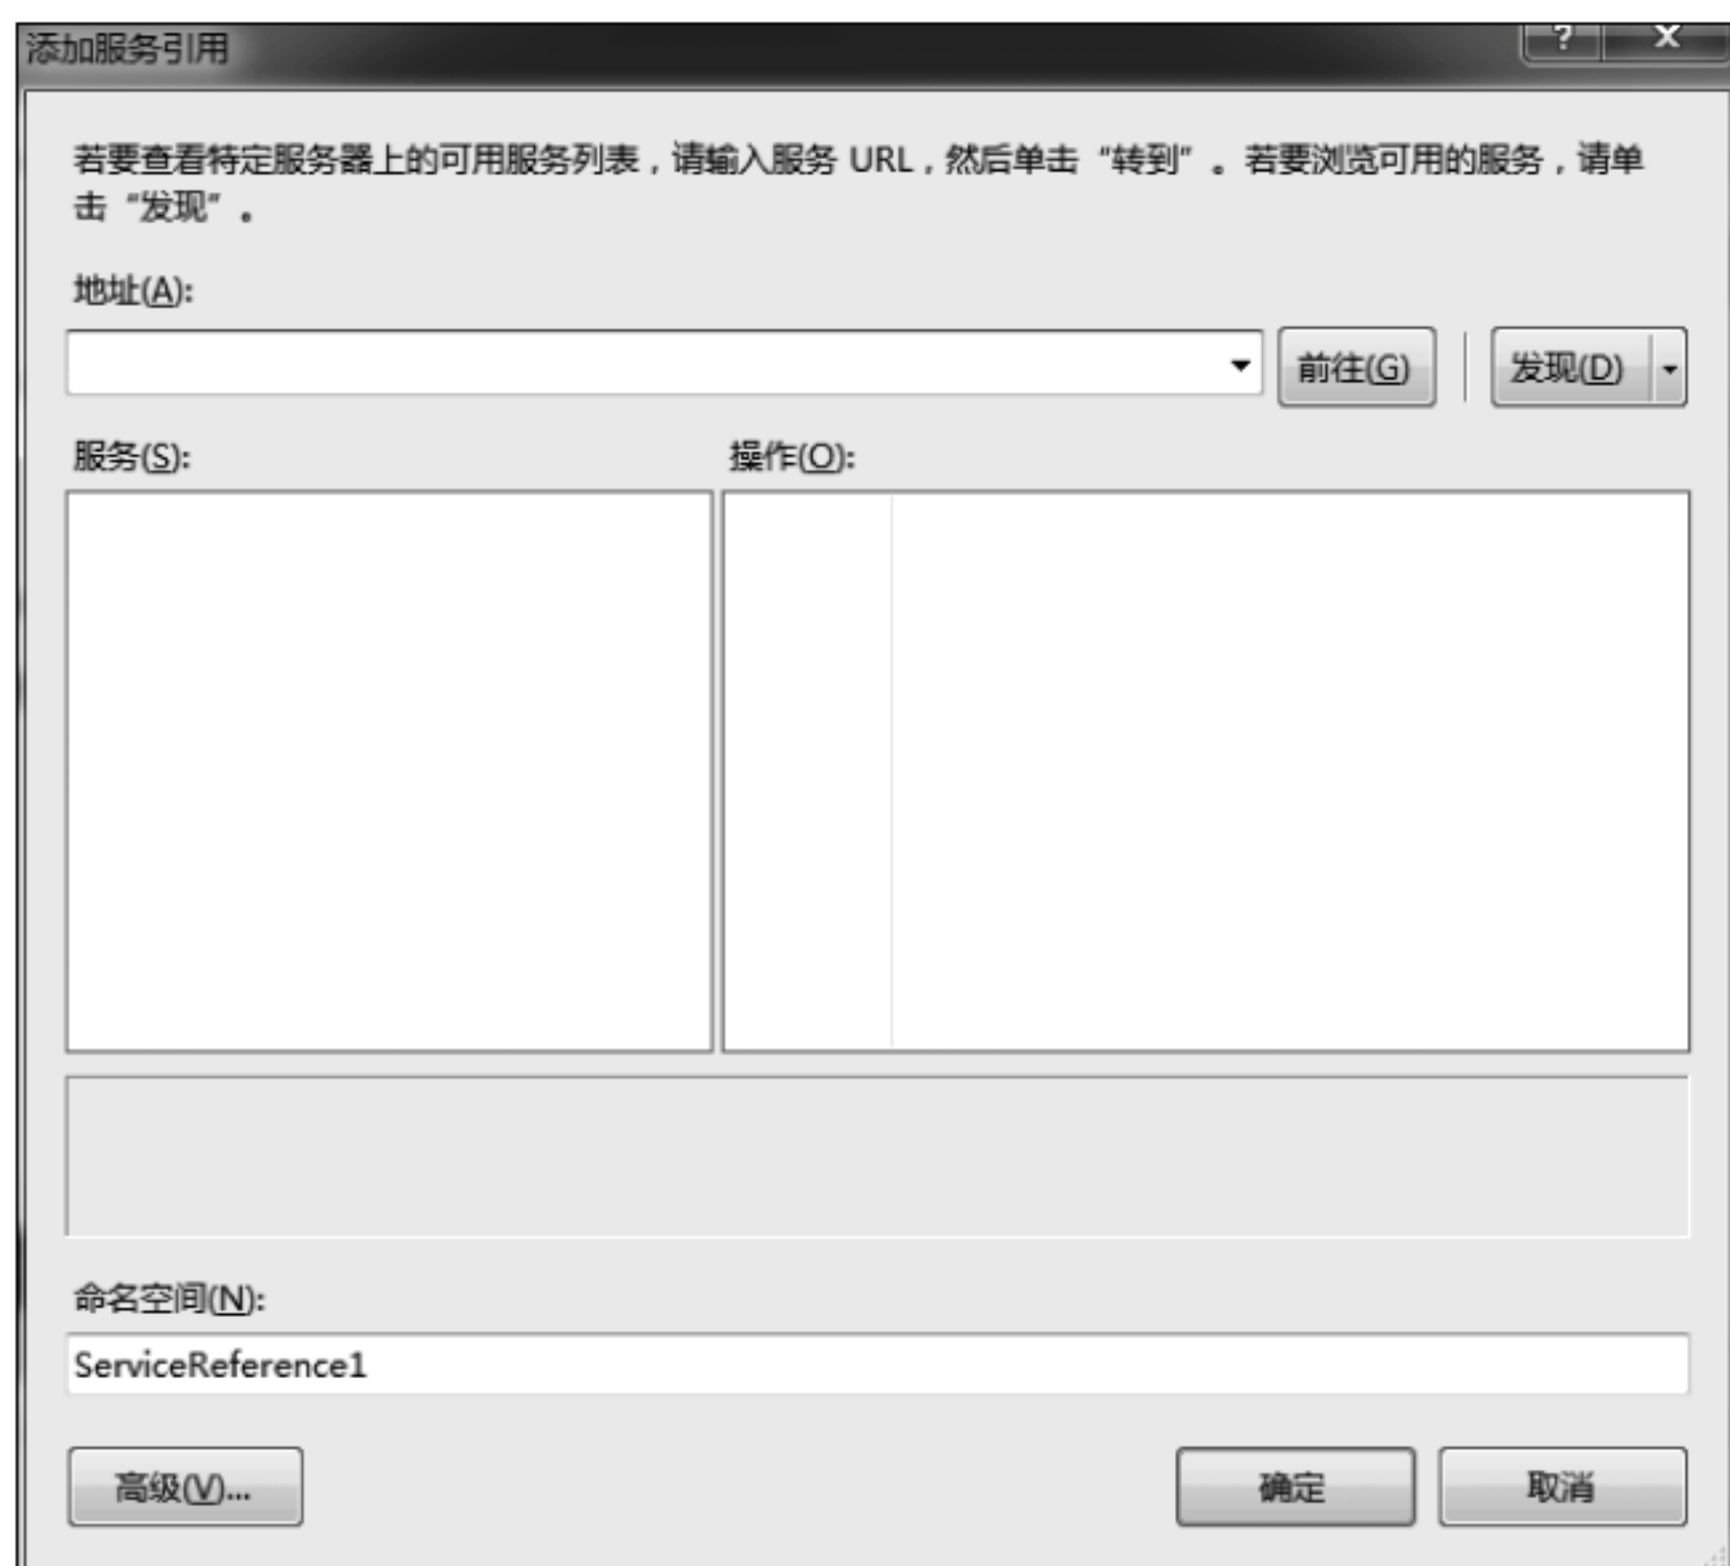 添加服务引用
若要查看特定服务器上的可用服务列表，请输入服务 URL，然后单击“转到”。若要浏览可用的服务，请单
击“发现”。
地址(A):
前往(G) 发现(D)
服务(S): 操作(O):
命名空间(N):
ServiceReference1
高级(V)... 确定 取消